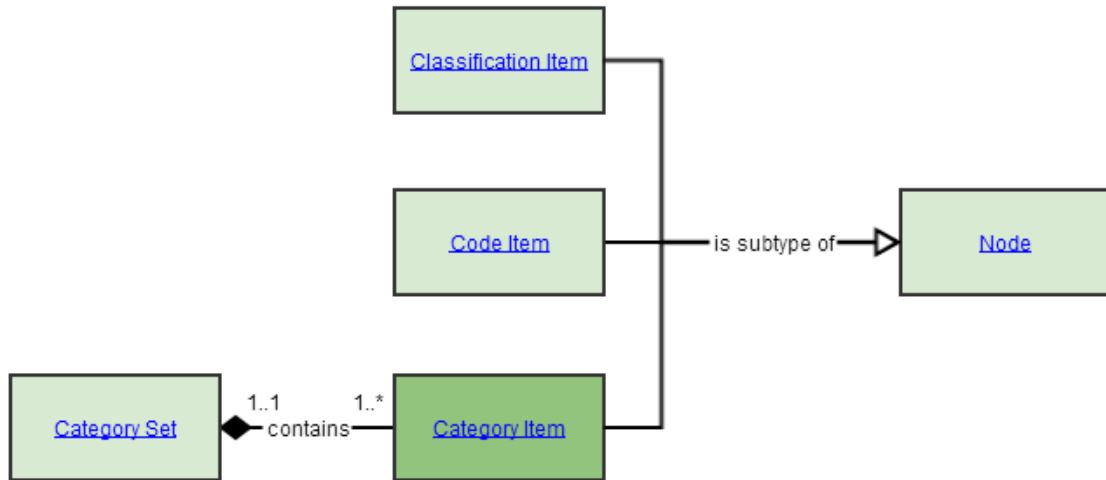 Classification Item
Code Item
is subtype of
Node
Category Set
1..1
contains
1..*
Category Item